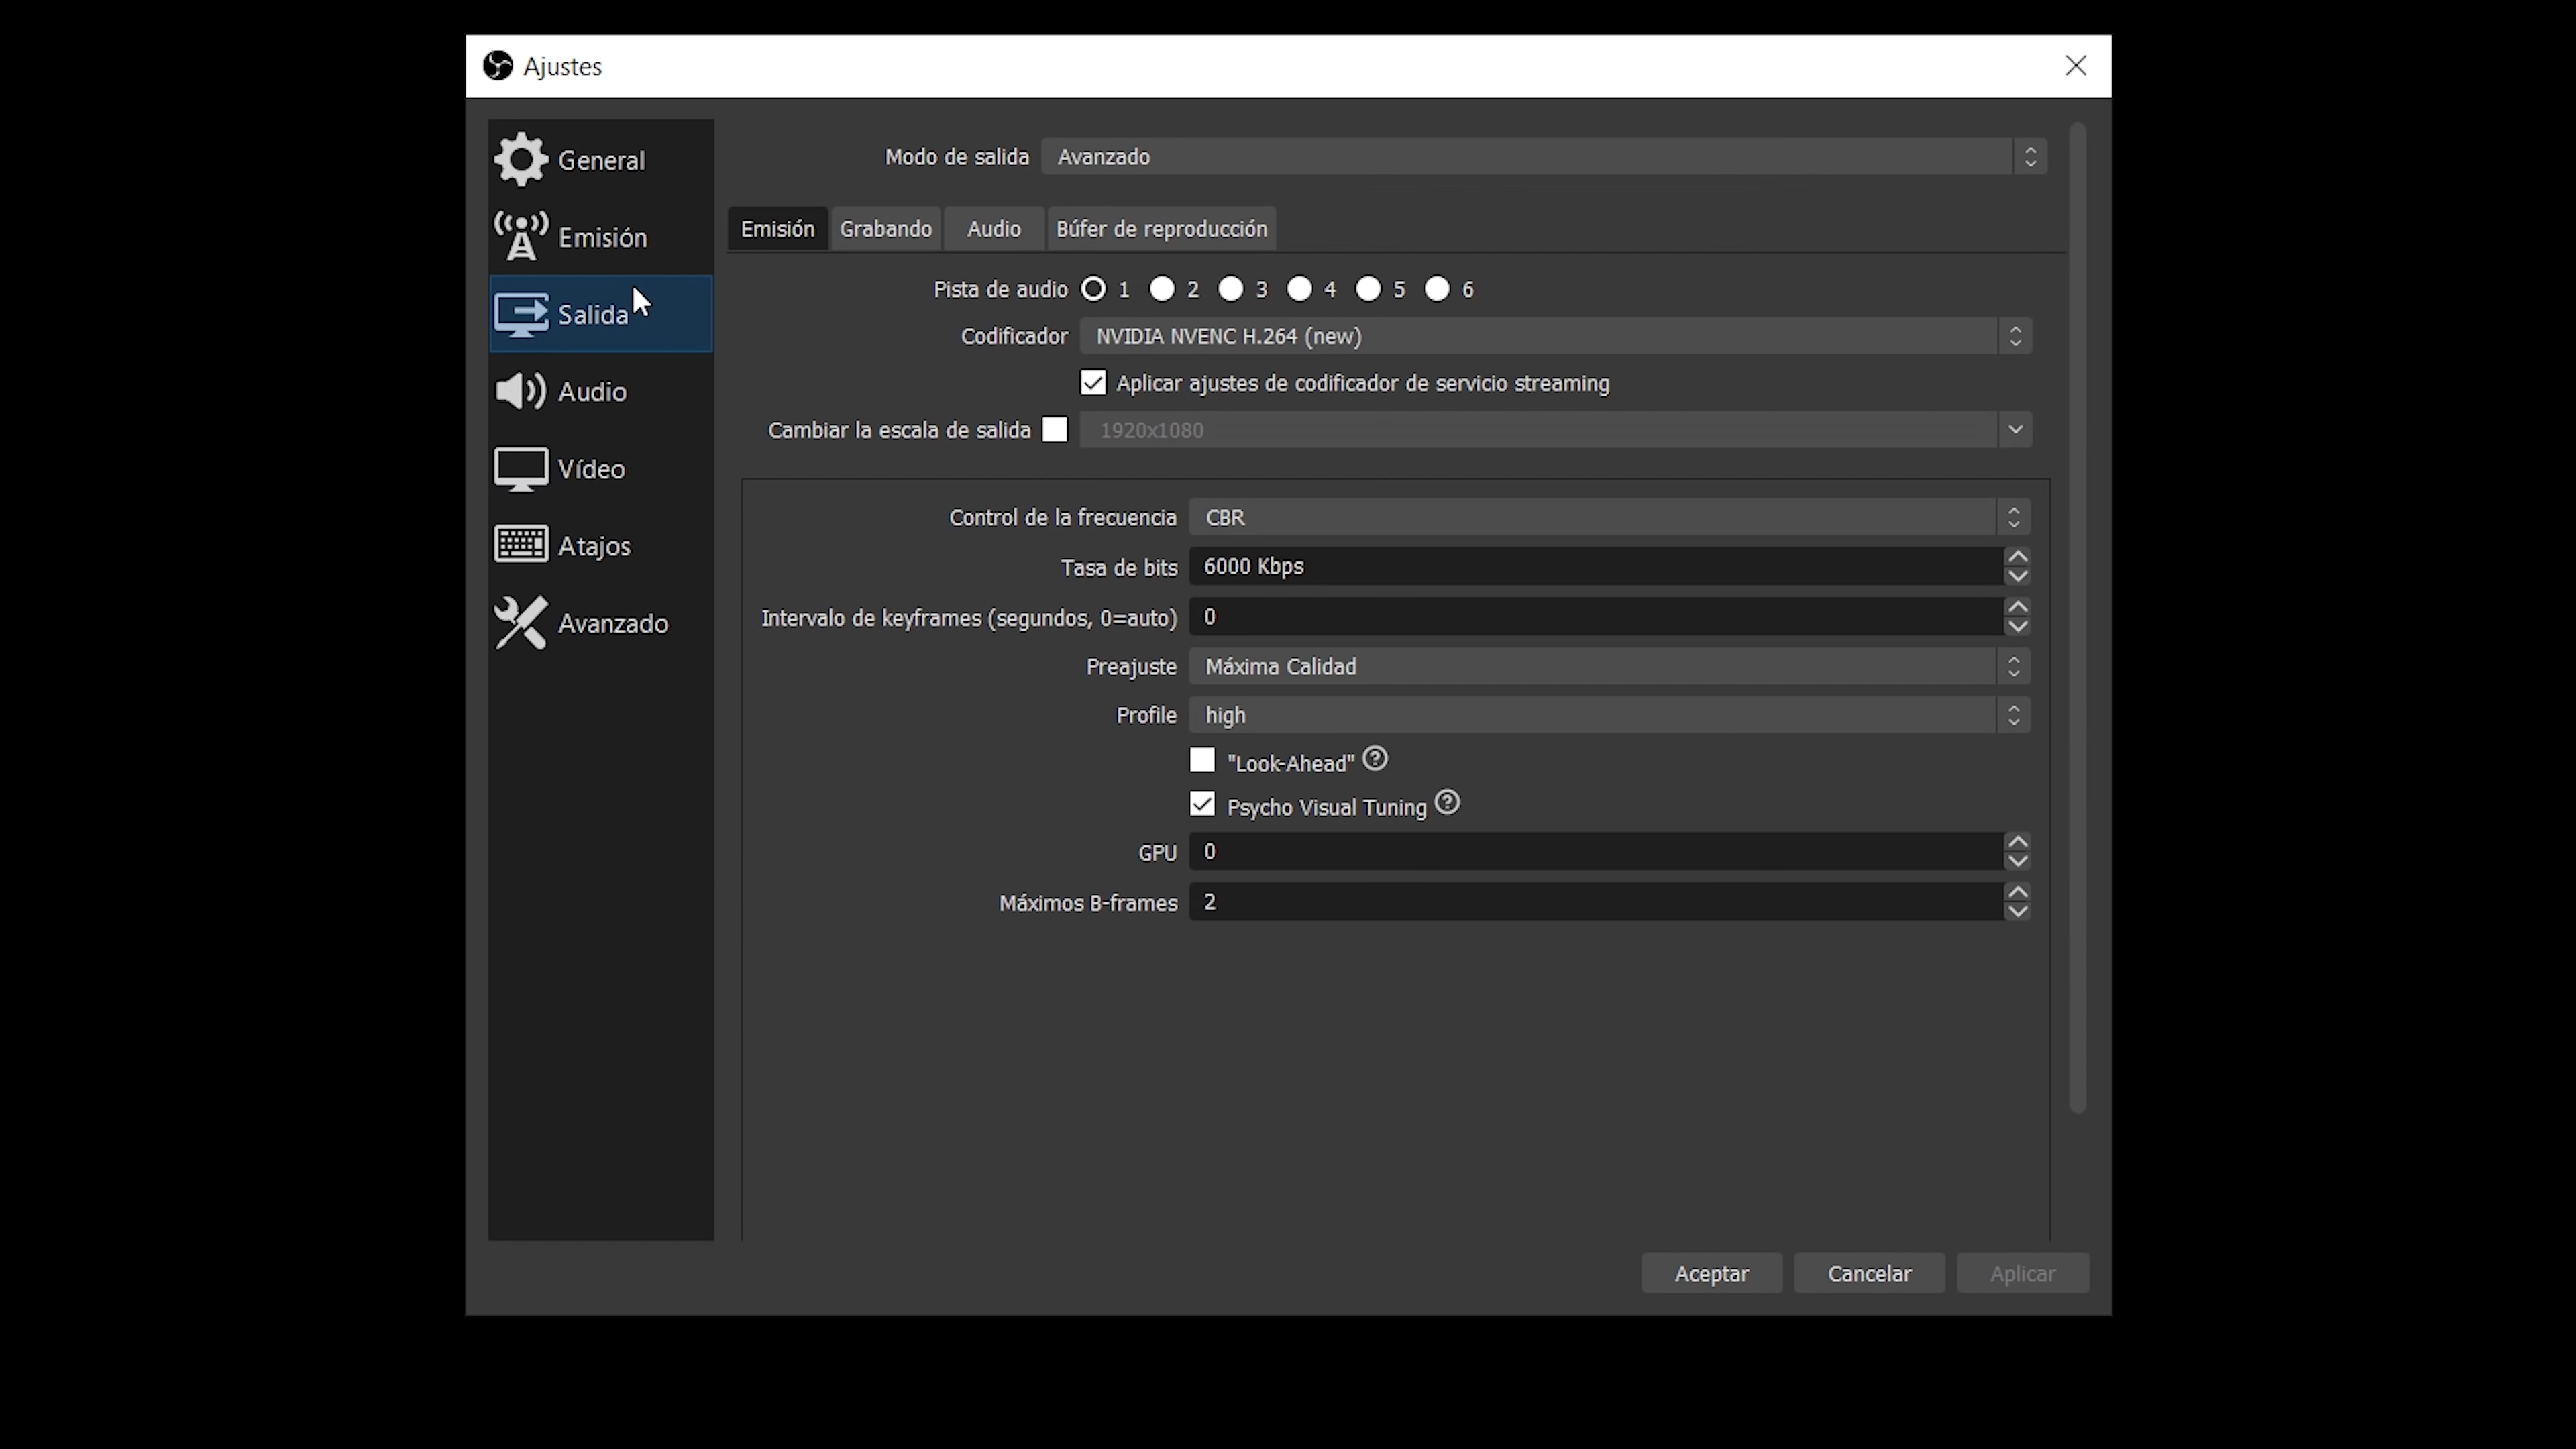 Ajustes
General
Emisión
Salida
Audio
Vídeo
Atajos
Avanzado
Modo de salida Avanzado
Emisión Grabando Audio Búfer de reproducción
Pista de audio 1 2 3 4 5 6
Codificador NVIDIA NVENC H.264 (new)
Aplicar ajustes de codificador de servicio streaming
Cambiar la escala de salida 1920x1080
Control de la frecuencia CBR
Tasa de bits 6000 Kbps
Intervalo de keyframes (segundos, 0=auto) 0
Preajuste Máxima Calidad
Profile high
"Look-Ahead" ?
Psycho Visual Tuning ?
GPU 0
Máximos B-frames 2
Aceptar Cancelar Aplicar